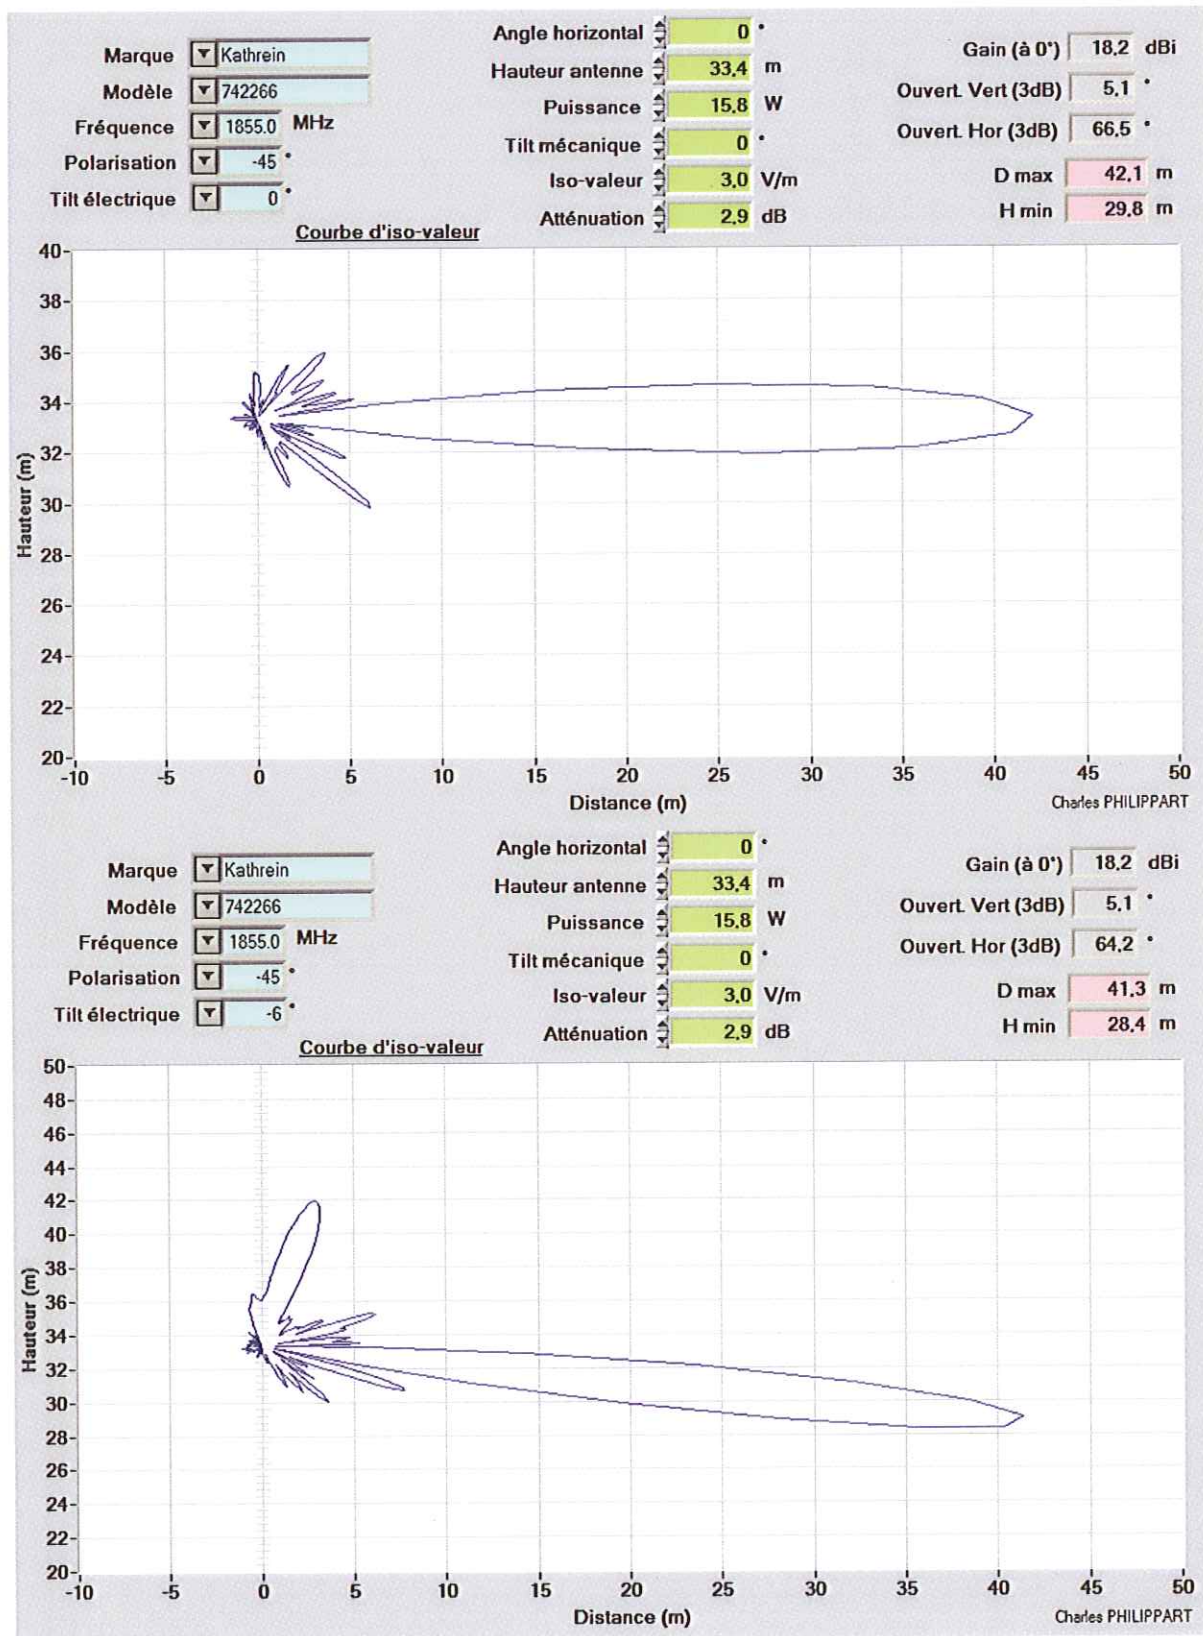 Marque Kathrein
Modèle 742266
Fréquence 1855.0 MHz
Polarisation -45 °
Tilt électrique 0 °
Angle horizontal 0 °
Hauteur antenne 33,4 m
Puissance 15,8 W
Tilt mécanique 0 °
Iso-valeur 3,0 V/m
Atténuation 2,9 dB
Gain (à 0°) 18,2 dBi
Ouvert. Vert (3dB) 5,1 °
Ouvert. Hor (3dB) 66,5 °
D max 42,1 m
H min 29,8 m
Courbe d'iso-valeur
Hauteur (m)
40
38
36
34
32
30
28
26
24
22
20
-10 -5 0 5 10 15 20 25 30 35 40 45 50
Distance (m)
Charles PHILIPPART
Marque Kathrein
Modèle 742266
Fréquence 1855.0 MHz
Polarisation -45 °
Tilt électrique -6 °
Angle horizontal 0 °
Hauteur antenne 33,4 m
Puissance 15,8 W
Tilt mécanique 0 °
Iso-valeur 3,0 V/m
Atténuation 2,9 dB
Gain (à 0°) 18,2 dBi
Ouvert. Vert (3dB) 5,1 °
Ouvert. Hor (3dB) 64,2 °
D max 41,3 m
H min 28,4 m
Courbe d'iso-valeur
Hauteur (m)
50
48
46
44
42
40
38
36
34
32
30
28
26
24
22
20
-10 -5 0 5 10 15 20 25 30 35 40 45 50
Distance (m)
Charles PHILIPPART